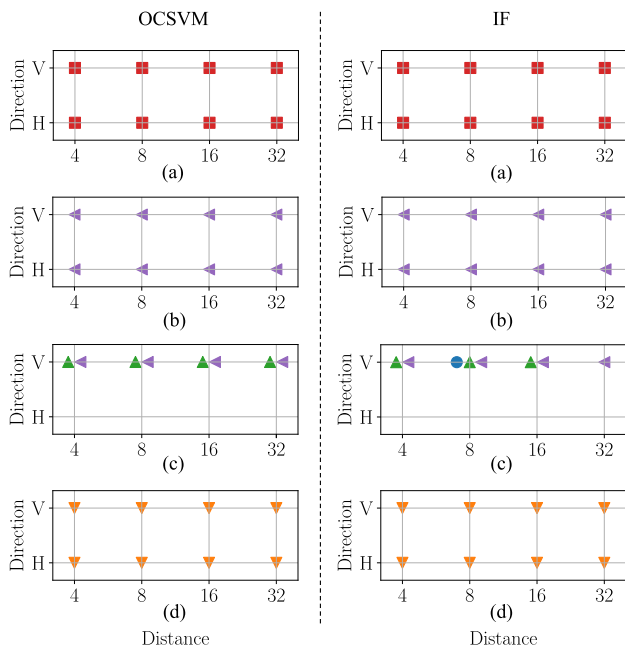 OCSVM IF
Direction V V Direction
H H
4 8 16 32 4 8 16 32
(a) (a)
Direction V V Direction
H H
4 8 16 32 4 8 16 32
(b) (b)
Direction V V Direction
H H
4 8 16 32 4 8 16 32
(c) (c)
Direction V V Direction
H H
4 8 16 32 4 8 16 32
(d) (d)
Distance Distance